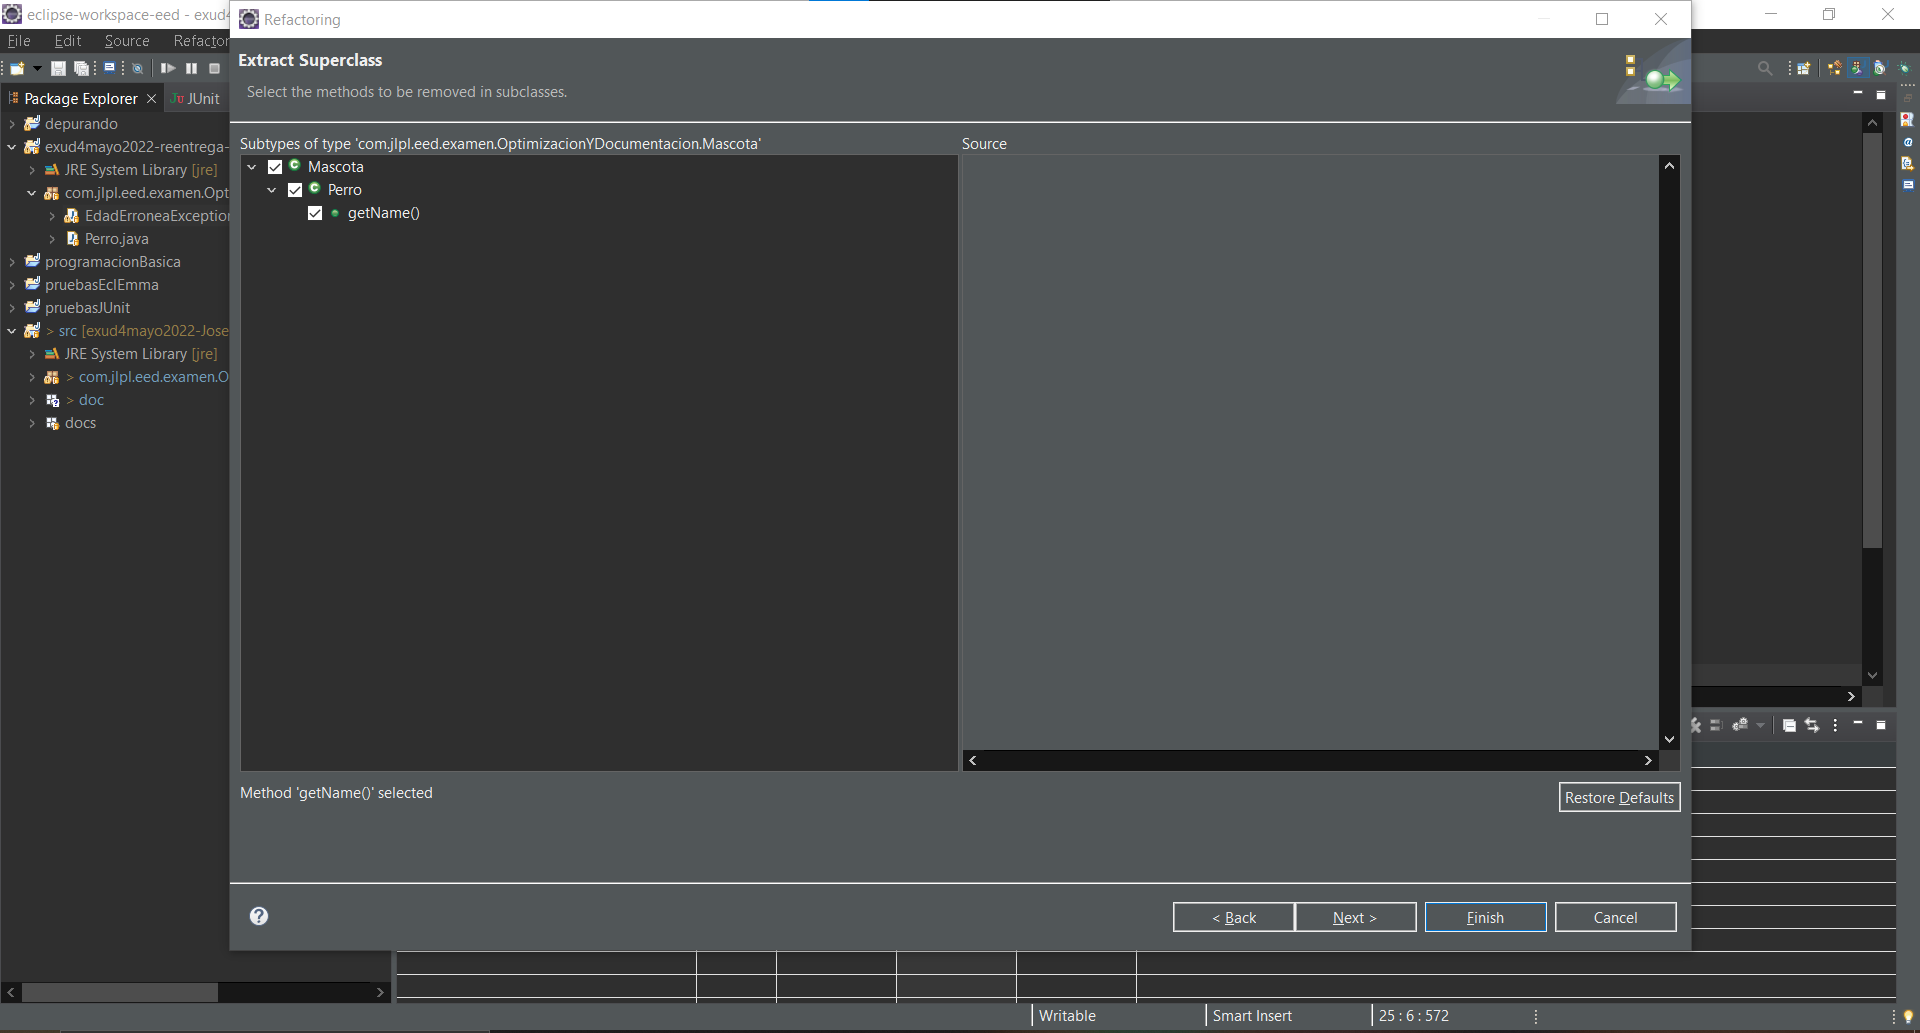 eclipse-workspace-eed - exud4
Refactoring
File Edit Source Refactor
Extract Superclass
Select the methods to be removed in subclasses.
Package Explorer
JUnit
depurando
exud4mayo2022-reentrega-
JRE System Library [jre]
com.jlpl.eed.examen.Opt
EdadErroneaException
Perro.java
programacionBasica
pruebasEclEmma
pruebasJUnit
> src [exud4mayo2022-Jose
JRE System Library [jre]
> com.jlpl.eed.examen.O
> doc
docs
Subtypes of type 'com.jlpl.eed.examen.OptimizacionYDocumentacion.Mascota'
Source
Mascota
Perro
getName()
Method 'getName()' selected
Restore Defaults
< Back
Next >
Finish
Cancel
Writable
Smart Insert
25 : 6 : 572